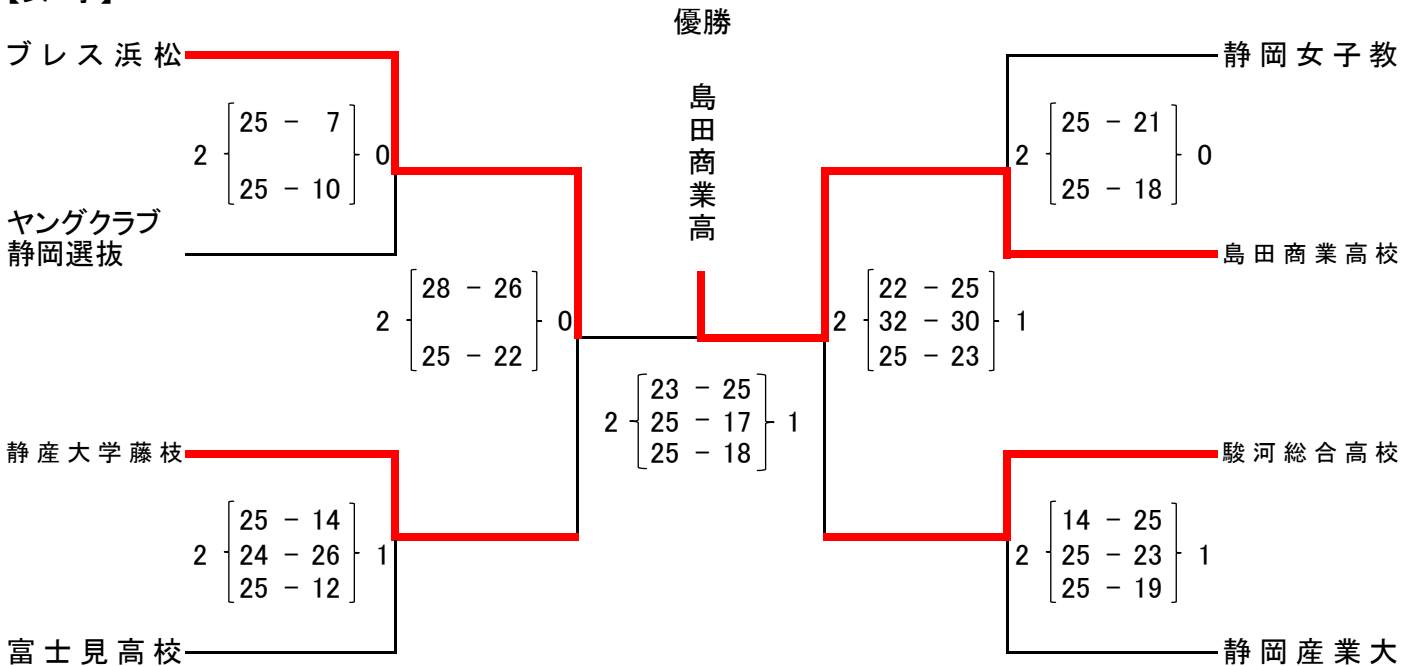 優勝
島田商業高
ブレス浜松
2 25 - 7 0
25 - 10
ヤングクラブ
静岡選抜
2 28 - 26 0
25 - 22
静産大学藤枝
25 - 14
2 24 - 26 1
25 - 12
富士見高校
23 - 25
2 25 - 17 1
25 - 18
静岡女子教
2 25 - 21 0
25 - 18
島田商業高校
22 - 25
2 32 - 30 1
25 - 23
駿河総合高校
14 - 25
2 25 - 23 1
25 - 19
静岡産業大